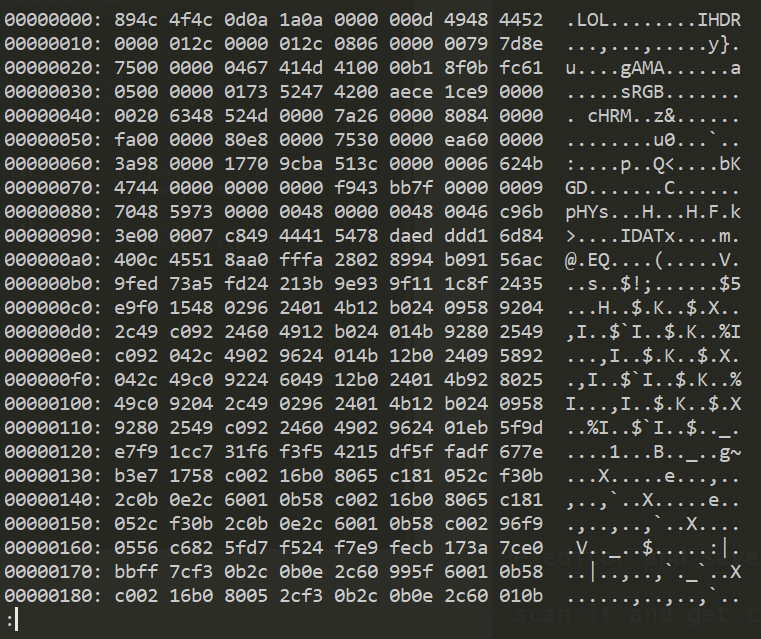 00000000: 894c 4f4c 0d0a 1a0a 0000 000d 4948 4452  .LOL........IHDR
00000010: 0000 012c 0000 012c 0806 0000 0079 7d8e  ...,...,.....y}.
00000020: 7500 0000 0467 414d 4100 00b1 8f0b fc61  u....gAMA......a
00000030: 0500 0000 0173 5247 4200 aece 1ce9 0000  .....sRGB.......
00000040: 0020 6348 524d 0000 7a26 0000 8084 0000  . cHRM..z&......
00000050: fa00 0000 80e8 0000 7530 0000 ea60 0000  ........u0...`..
00000060: 3a98 0000 1770 9cba 513c 0000 0006 624b  :....p..Q<....bK
00000070: 4744 0000 0000 0000 f943 bb7f 0000 0009  GD.......C......
00000080: 7048 5973 0000 0048 0000 0048 0046 c96b  pHYs...H...H.F.k
00000090: 3e00 0007 c849 4441 5478 daed ddd1 6d84  >....IDATx....m.
000000a0: 400c 4551 8aa0 fffa 2802 8994 b091 56ac  @.EQ....(.....V.
000000b0: 9fed 73a5 fd24 213b 9e93 9f11 1c8f 2435  ..s..$!;......$5
000000c0: e9f0 1548 0296 2401 4b12 b024 0958 9204  ...H..$.K..$.X..
000000d0: 2c49 c092 2460 4912 b024 014b 9280 2549  ,I..$`I..$.K..%I
000000e0: c092 042c 4902 9624 014b 12b0 2409 5892  ...,I..$.K..$.X.
000000f0: 042c 49c0 9224 6049 12b0 2401 4b92 8025  .,I..$`I..$.K..%
00000100: 49c0 9204 2c49 0296 2401 4b12 b024 0958  I...,I..$.K..$.X
00000110: 9280 2549 c092 2460 4902 9624 01eb 5f9d  ..%I..$`I..$.._.
00000120: e7f9 1cc7 31f6 f3f5 4215 df5f fadf 677e  ....1...B.._..g~
00000130: b3e7 1758 c002 16b0 8065 c181 052c f30b  ...X.....e...,..
00000140: 2c0b 0e2c 6001 0b58 c002 16b0 8065 c181  ,..,`..X.....e..
00000150: 052c f30b 2c0b 0e2c 6001 0b58 c002 96f9  .,..,..,`..X....
00000160: 0556 c682 5fd7 f524 f7e9 fecb 173a 7ce0  .V.._..$.....:|.
00000170: bbff 7cf3 0b2c 0b0e 2c60 995f 6001 0b58  ..|..,..,`._`..X
00000180: c002 16b0 8005 2cf3 0b2c 0b0e 2c60 010b  ......,..,..,`..
: